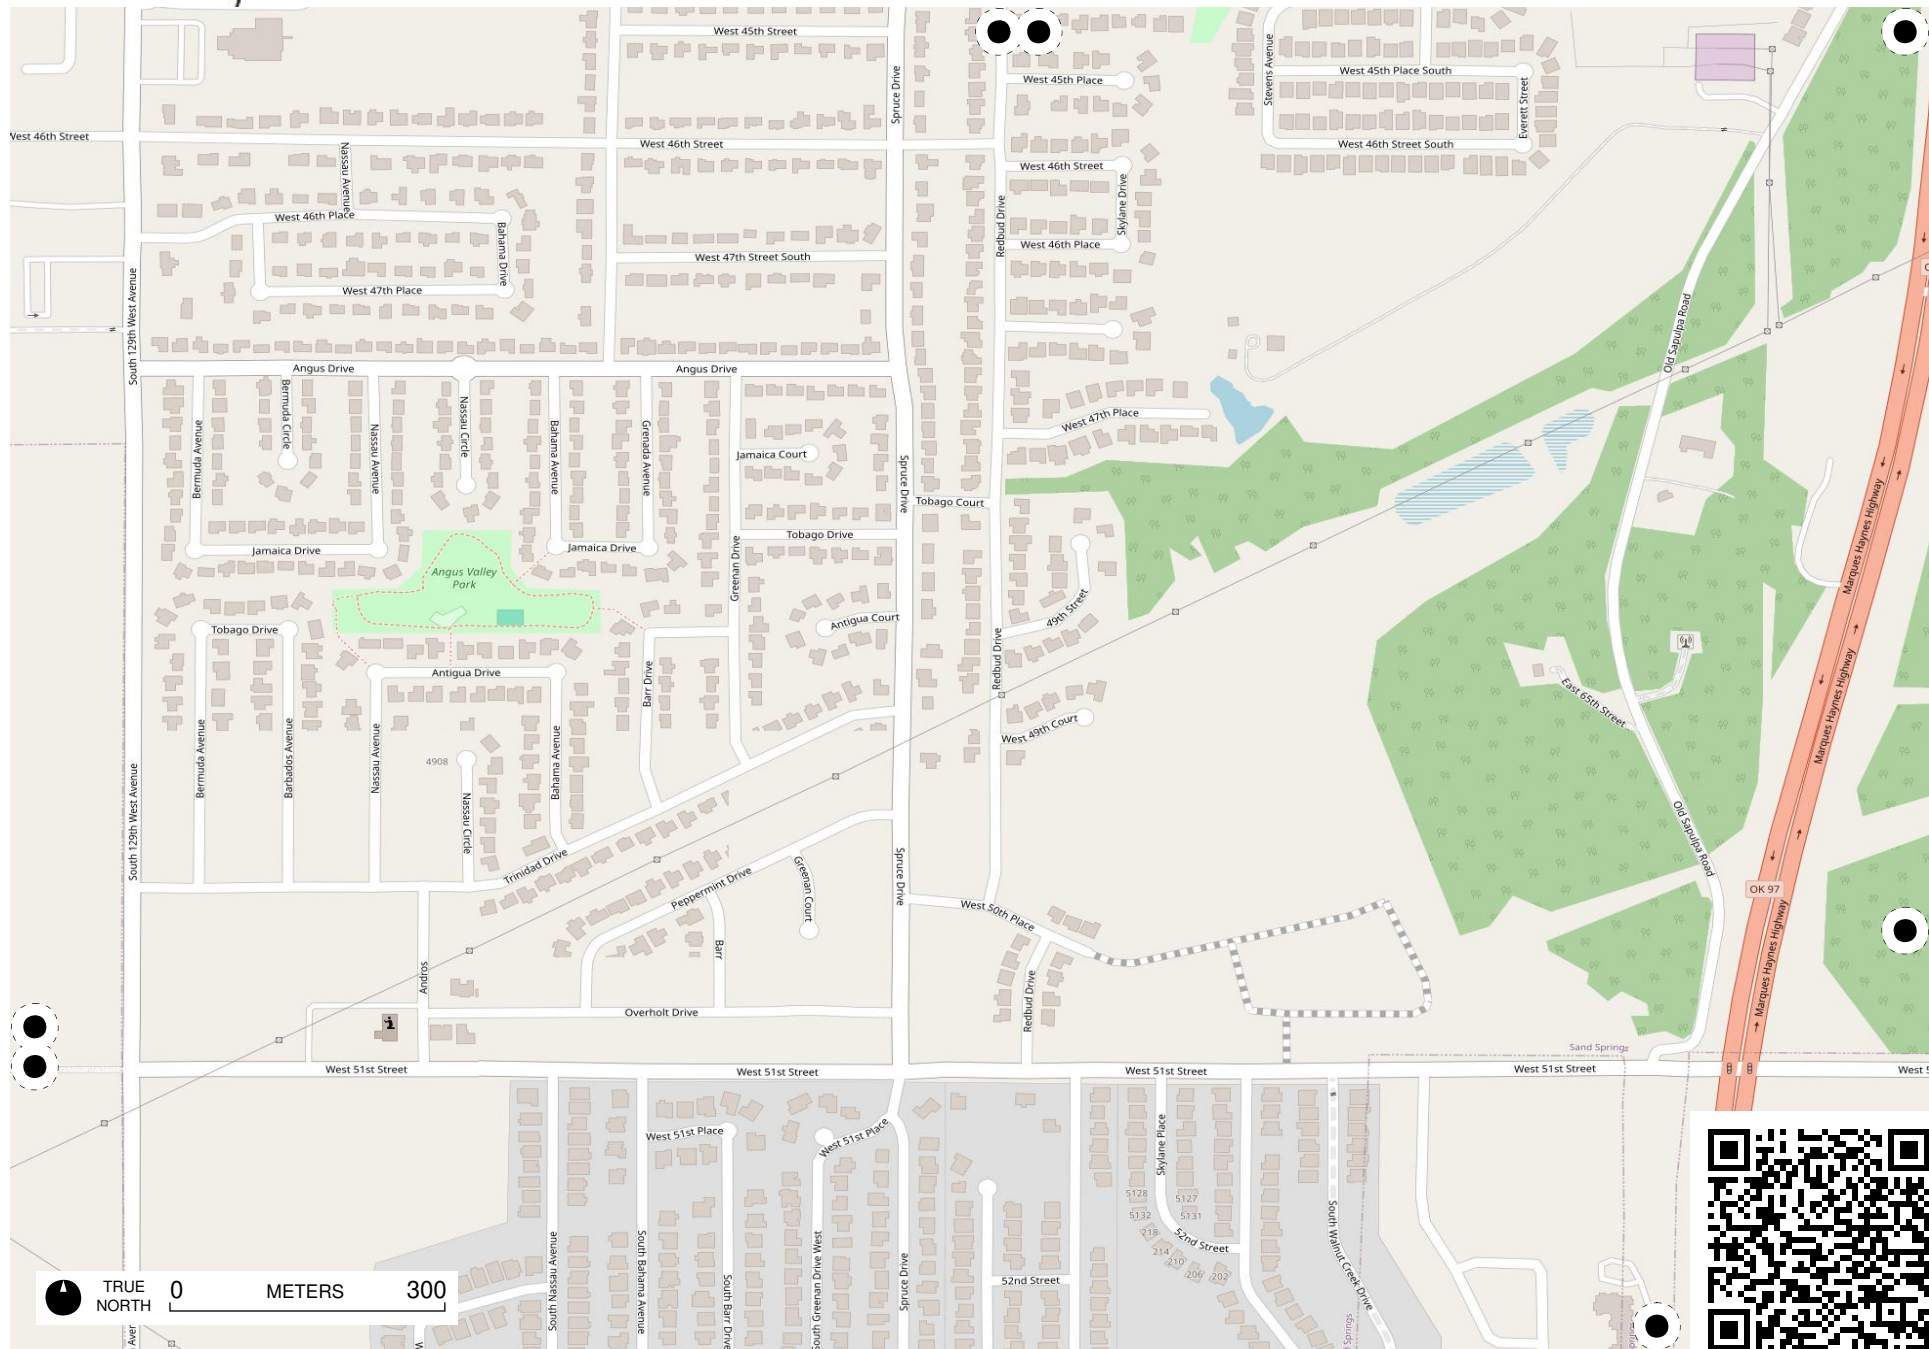 West 45th Street
Spruce Drive
West 45th Place
Stevens Avenue
West 45th Place South
Everett Street
West 46th Street
West 46th Street
West 46th Street South
Nassau Avenue
West 46th Street
West 46th Place
Bahama Drive
Redbud Drive
Skylane Drive
West 46th Place
West 47th Street South
West 47th Place
South 129th West Avenue
Old Sapulpa Road
Angus Drive
Angus Drive
Bermuda Avenue
Bermuda Circle
Nassau Avenue
Nassau Circle
Bahama Avenue
Grenada Avenue
Jamaica Court
West 47th Place
Spruce Drive
Tobago Court
Marques Haynes Highway
Jamaica Drive
Jamaica Drive
Tobago Drive
Greenan Drive
Angus Valley
Park
49th Street
Antigua Court
Tobago Drive
Redbud Drive
Antigua Drive
Barr Drive
East 65th Street
Marques Haynes Highway
West 49th Court
Bermuda Avenue
Barbados Avenue
Nassau Avenue
4908
Nassau Circle
Bahama Avenue
South 129th West Avenue
Old Sapulpa Road
Trinidad Drive
Peppermint Drive
Greenan Court
Spruce Drive
West 50th Place
OK 97
Marques Haynes Highway
Barr
Andros
Redbud Drive
Overholt Drive
Sand Springs
West 51st Street
West 51st Street
West 51st Street
West 51st Street
West 51st Place
West 51st Place
Skylane Place
5128
5127
5132
5131
218
214
210
206
202
52nd Street
South Walnut Creek Drive
South Nassau Avenue
South Bahama Avenue
South Barr Drive
South Greenan Drive West
Spruce Drive
52nd Street
TRUE
NORTH
0 METERS 300